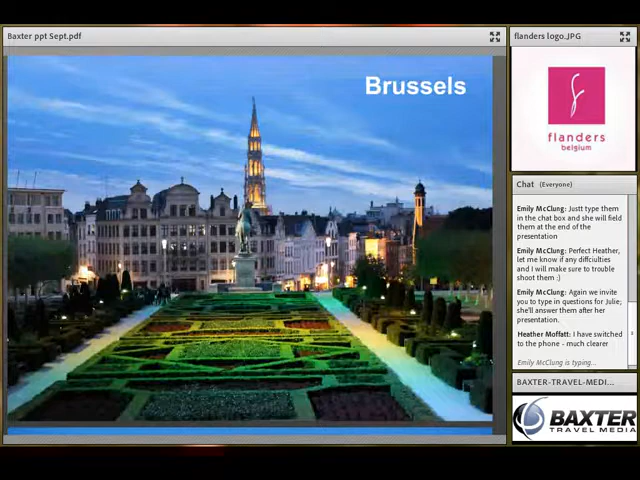 Baxter ppt Sept.pdf
Brussels
flanders logo.JPG
flanders
belgium
Chat (Everyone)
Emily McClung: Justt type them
in the chat box and she will field
them at the end of the
presentation
Emily McClung: Perfect Heather,
let me know if any difficulties
and I will make sure to trouble
shoot them :)
Emily McClung: Again we invite
you to type in questions for Julie;
she'll answer them after her
presentation.
Heather Moffatt: I have switched
to the phone - much clearer
Emily McClung is typing...
BAXTER-TRAVEL-MEDI...
BAXTER
TRAVEL MEDIA